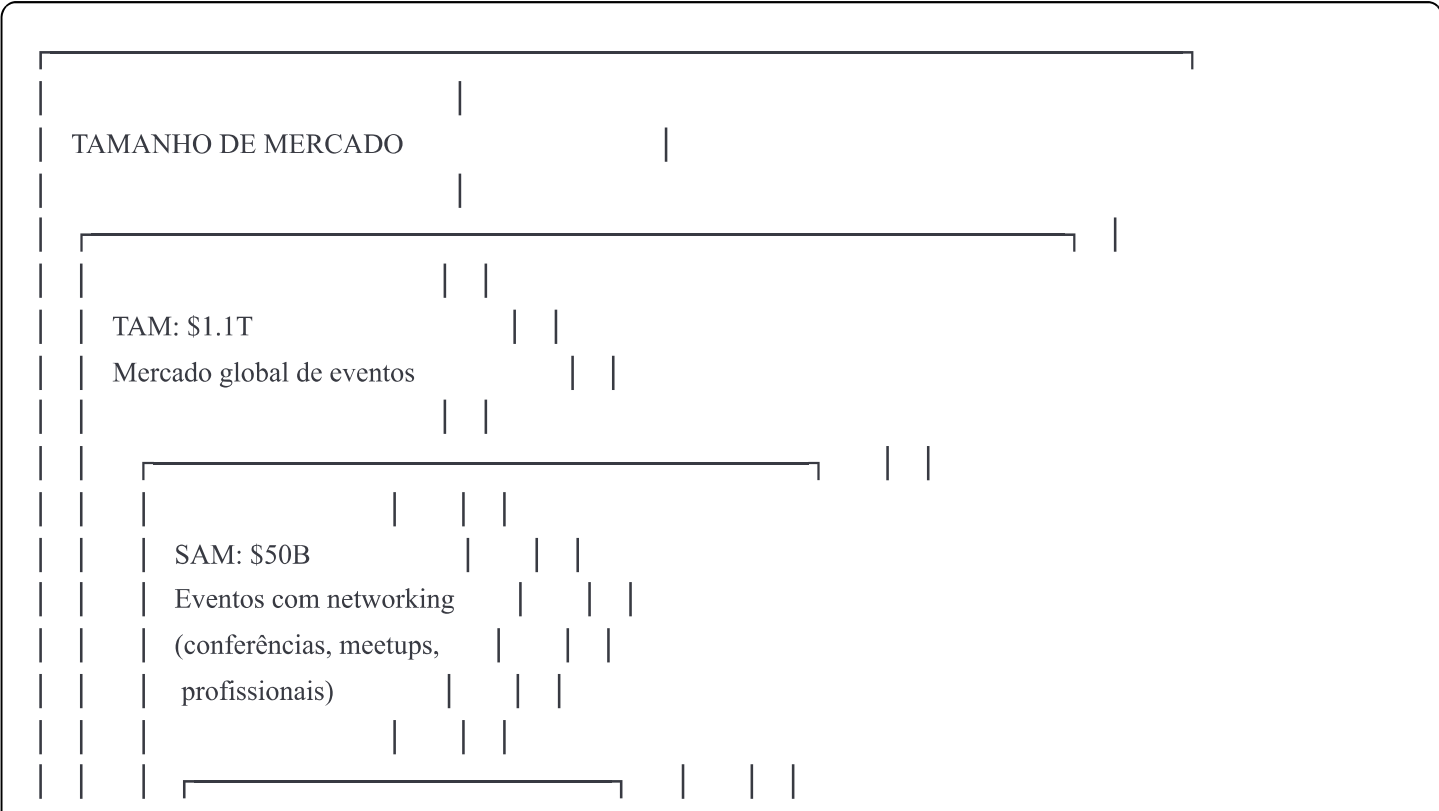 TAMANHO DE MERCADO
TAM: $1.1T
Mercado global de eventos
SAM: $50B
Eventos com networking
(conferências, meetups,
profissionais)